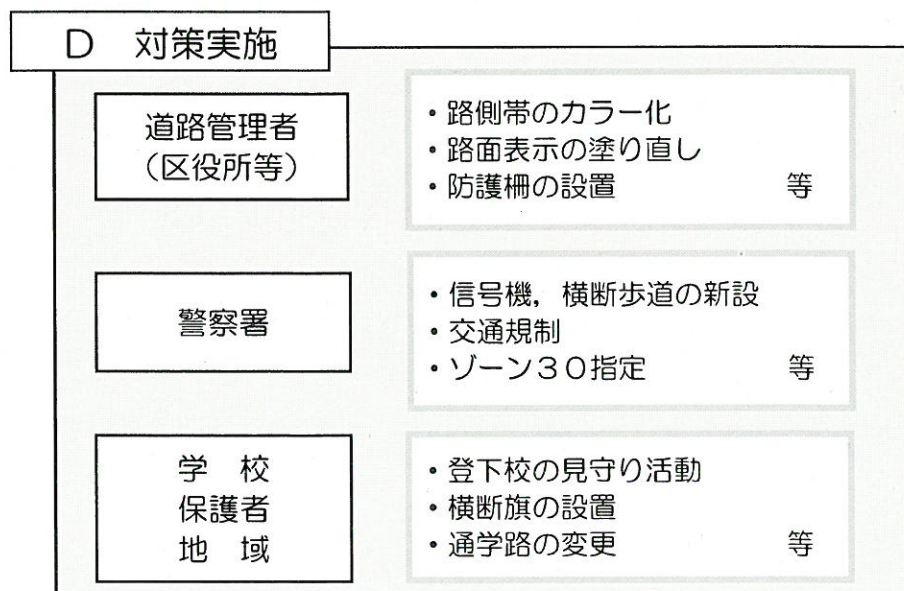 D 対策実施
道路管理者
（区役所等）
・路側帯のカラー化
・路面表示の塗り直し
・防護柵の設置 等
警察署
・信号機，横断歩道の新設
・交通規制
・ゾーン３０指定 等
学 校
保護者
地 域
・登下校の見守り活動
・横断旗の設置
・通学路の変更 等